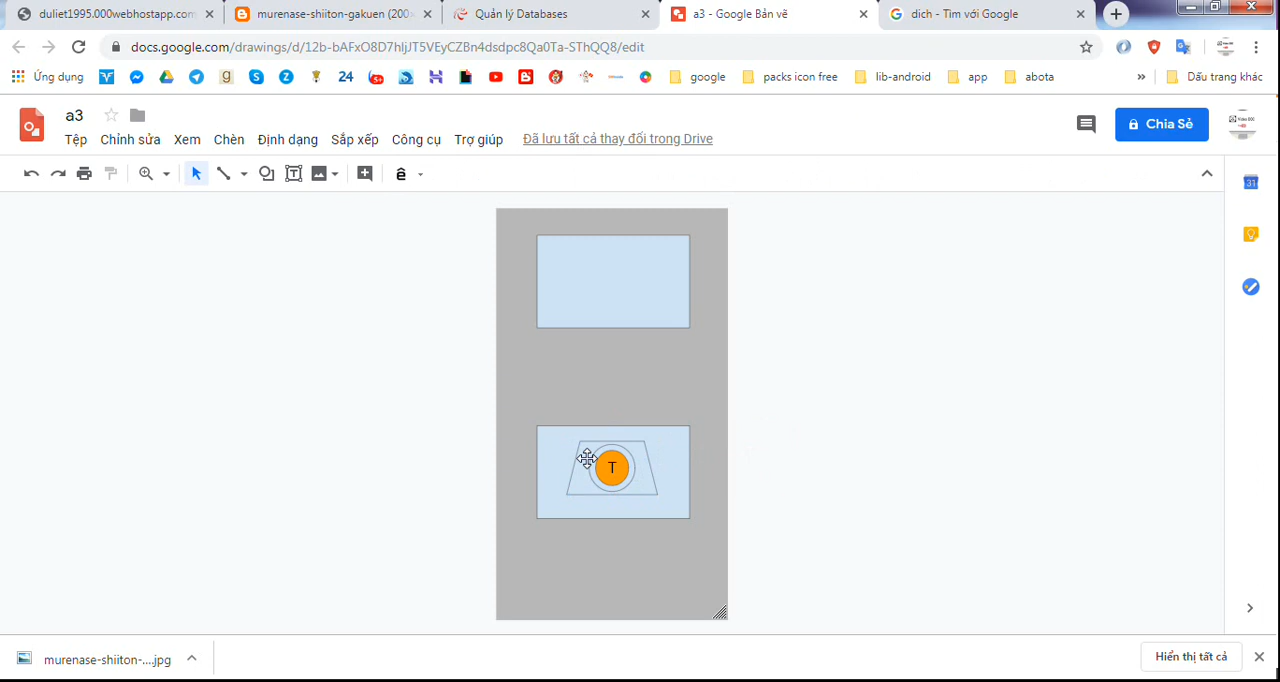 duliet1995.000webhostapp.com
murenase-shiiton-gakuen (200×
Quản lý Databases
a3 - Google Bản vẽ
dich - Tìm với Google
docs.google.com/drawings/d/12b-bAFxO8D7hIjJT5VEyCZBn4dsdpc8Qa0Ta-SThQQ8/edit
Ứng dụng
24
google
packs icon free
lib-android
app
abota
Dấu trang khác
a3
Tệp Chỉnh sửa Xem Chèn Định dạng Sắp xếp Công cụ Trợ giúp Đã lưu tất cả thay đổi trong Drive
Chia Sẻ
ê
31
T
murenase-shiiton-....jpg
Hiển thị tất cả